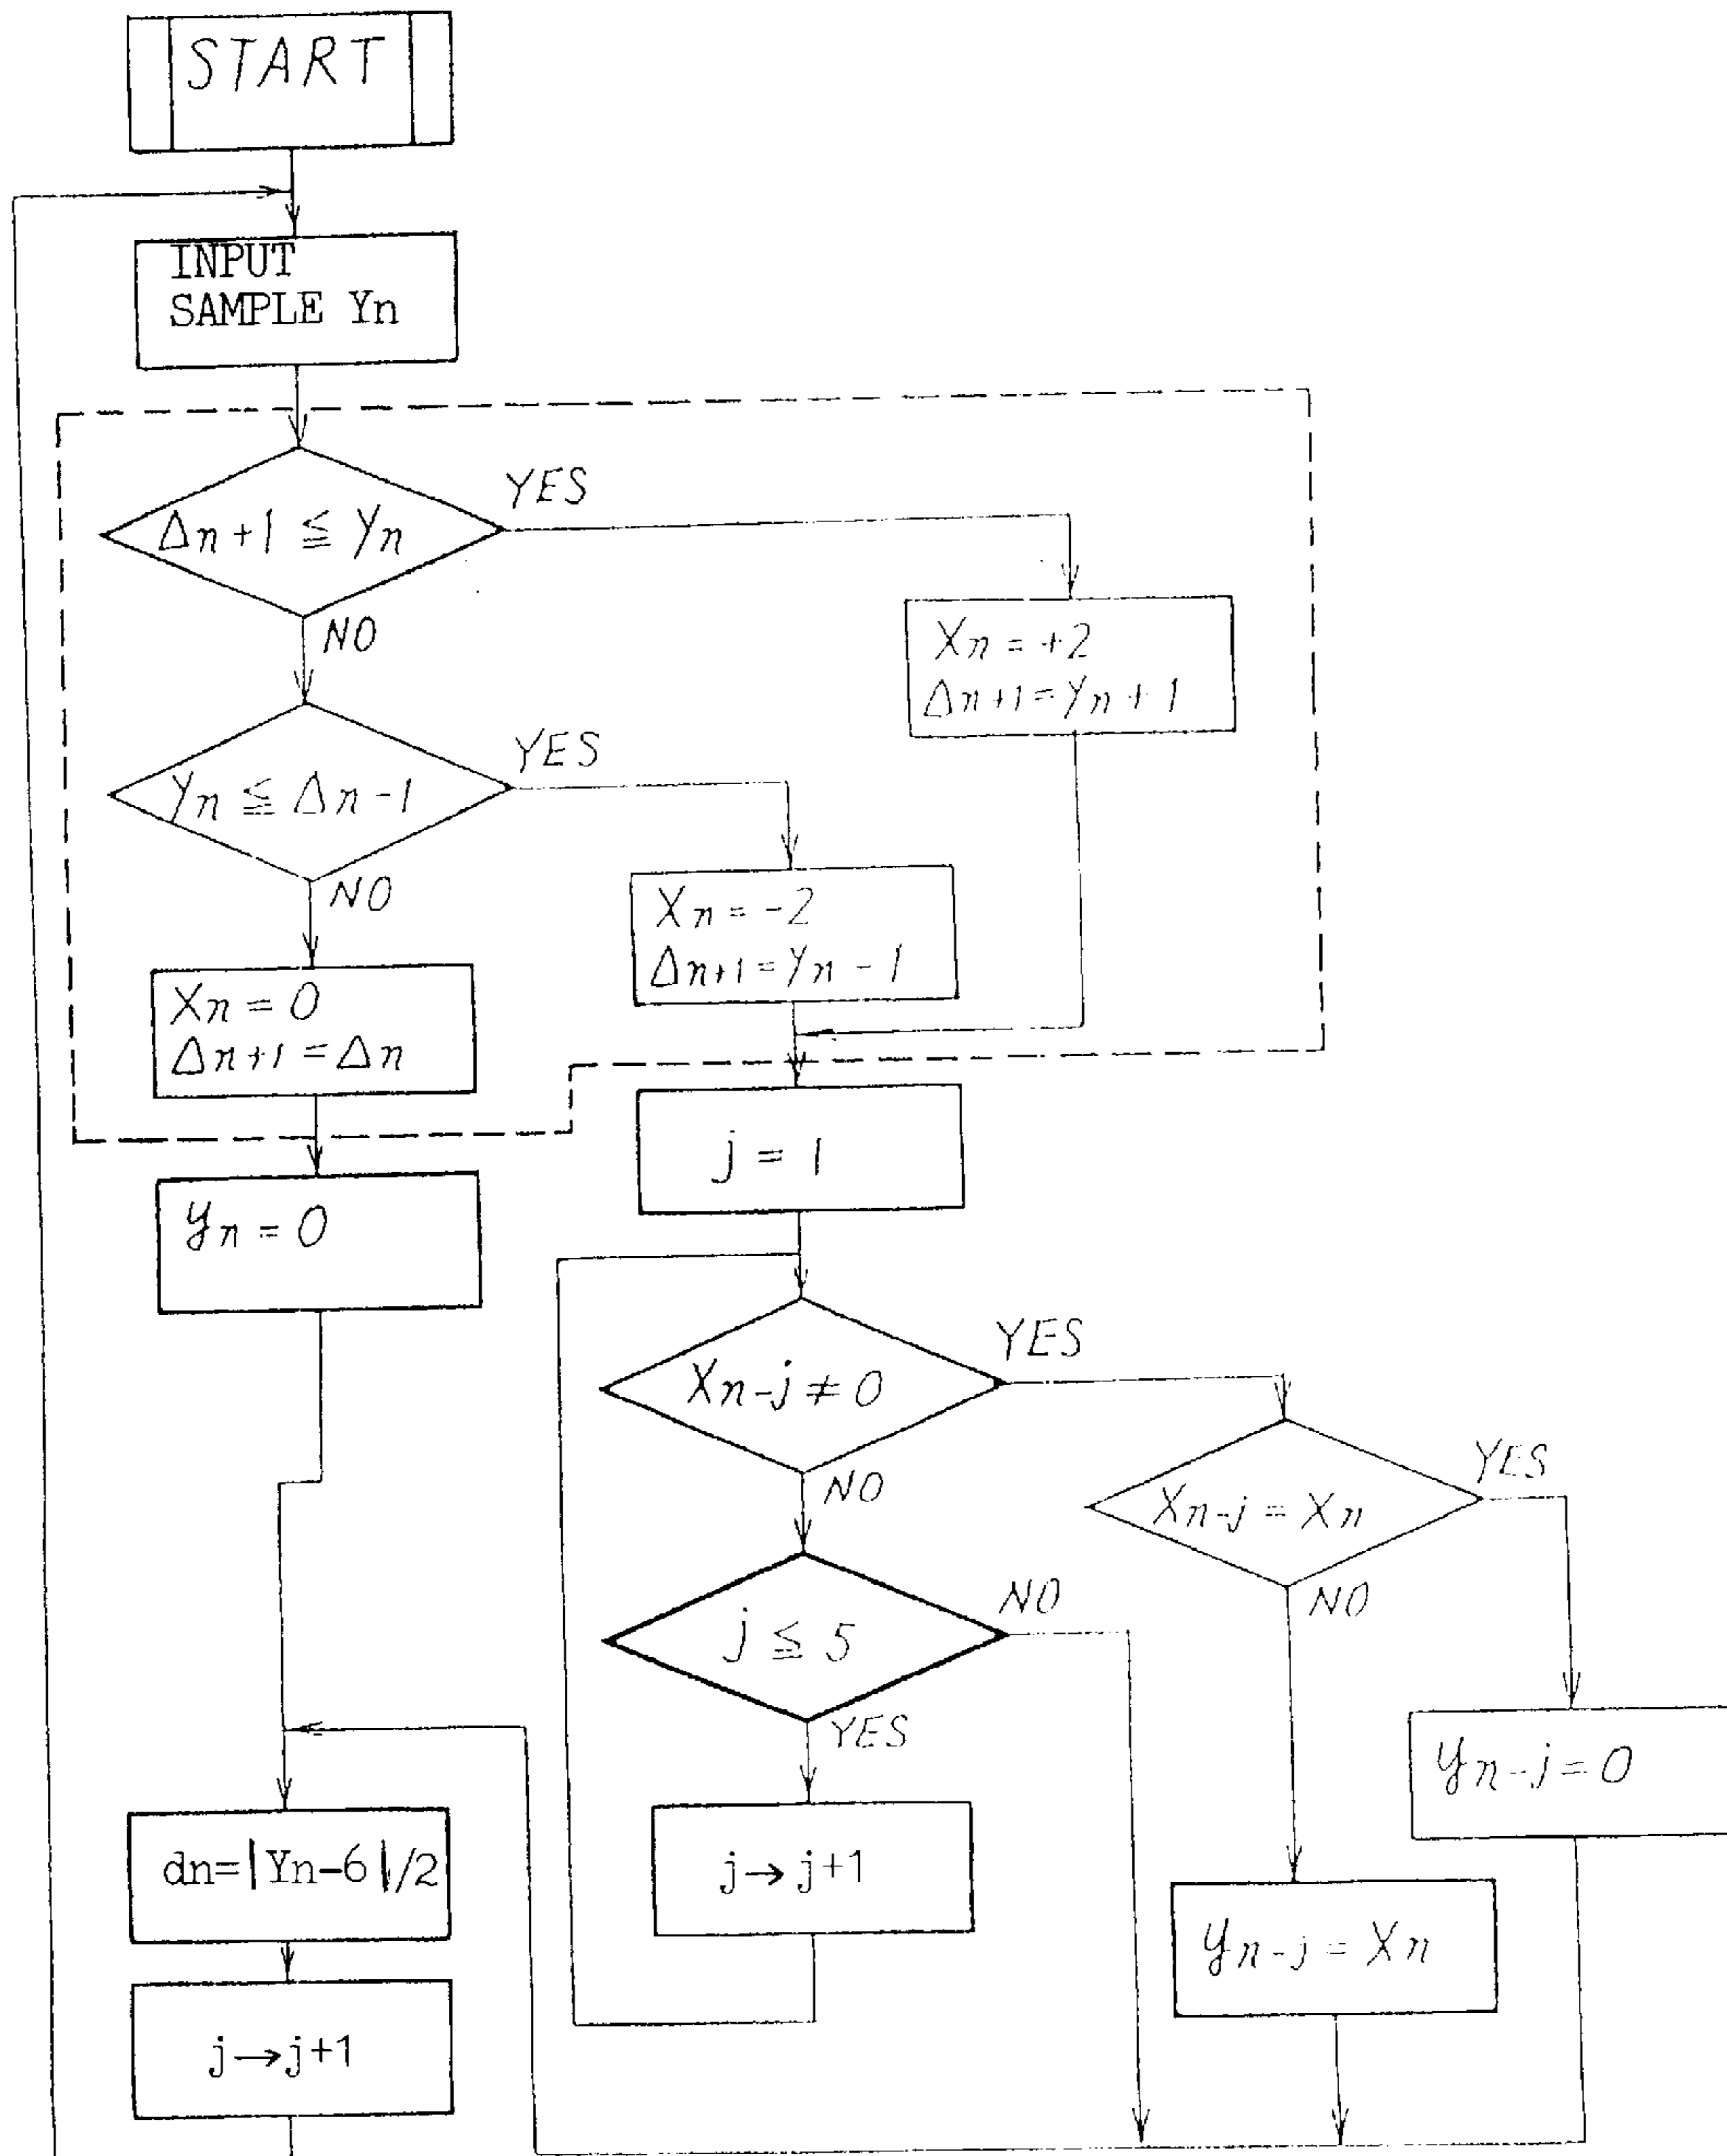 START
INPUT
SAMPLE Yn
Δn+1 ≦ Yn
YES
NO
Xn = +2
Δn+1 = Yn + 1
Yn ≦ Δn-1
YES
NO
Xn = -2
Δn+1 = Yn - 1
Xn = 0
Δn+1 = Δn
j = 1
yn = 0
Xn-j ≠ 0
YES
NO
Xn-j = Xn
YES
NO
j ≦ 5
NO
YES
yn-j = 0
dn=|Yn-6|/2
j→j+1
yn-j = Xn
j→j+1